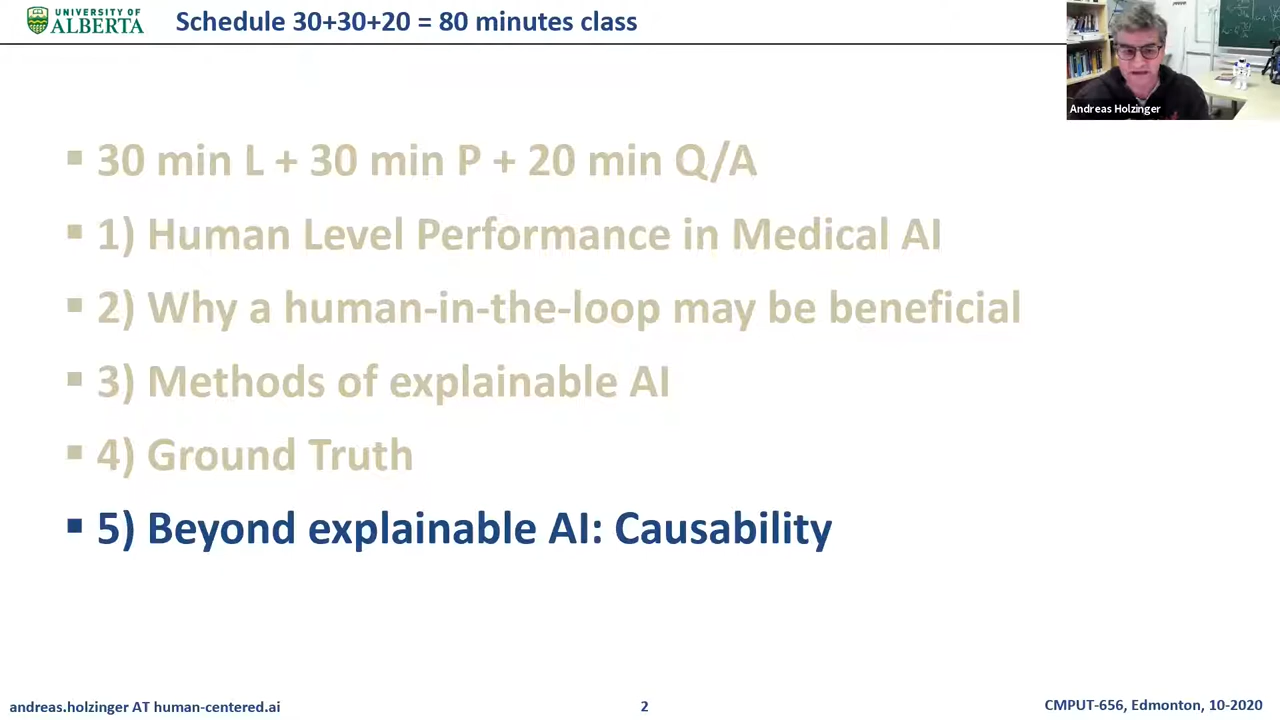 UNIVERSITY OF
ALBERTA
Schedule 30+30+20 = 80 minutes class
Andreas Holzinger
▪ 30 min L + 30 min P + 20 min Q/A
▪ 1) Human Level Performance in Medical AI
▪ 2) Why a human-in-the-loop may be beneficial
▪ 3) Methods of explainable AI
▪ 4) Ground Truth
▪ 5) Beyond explainable AI: Causability
andreas.holzinger AT human-centered.ai
2
CMPUT-656, Edmonton, 10-2020